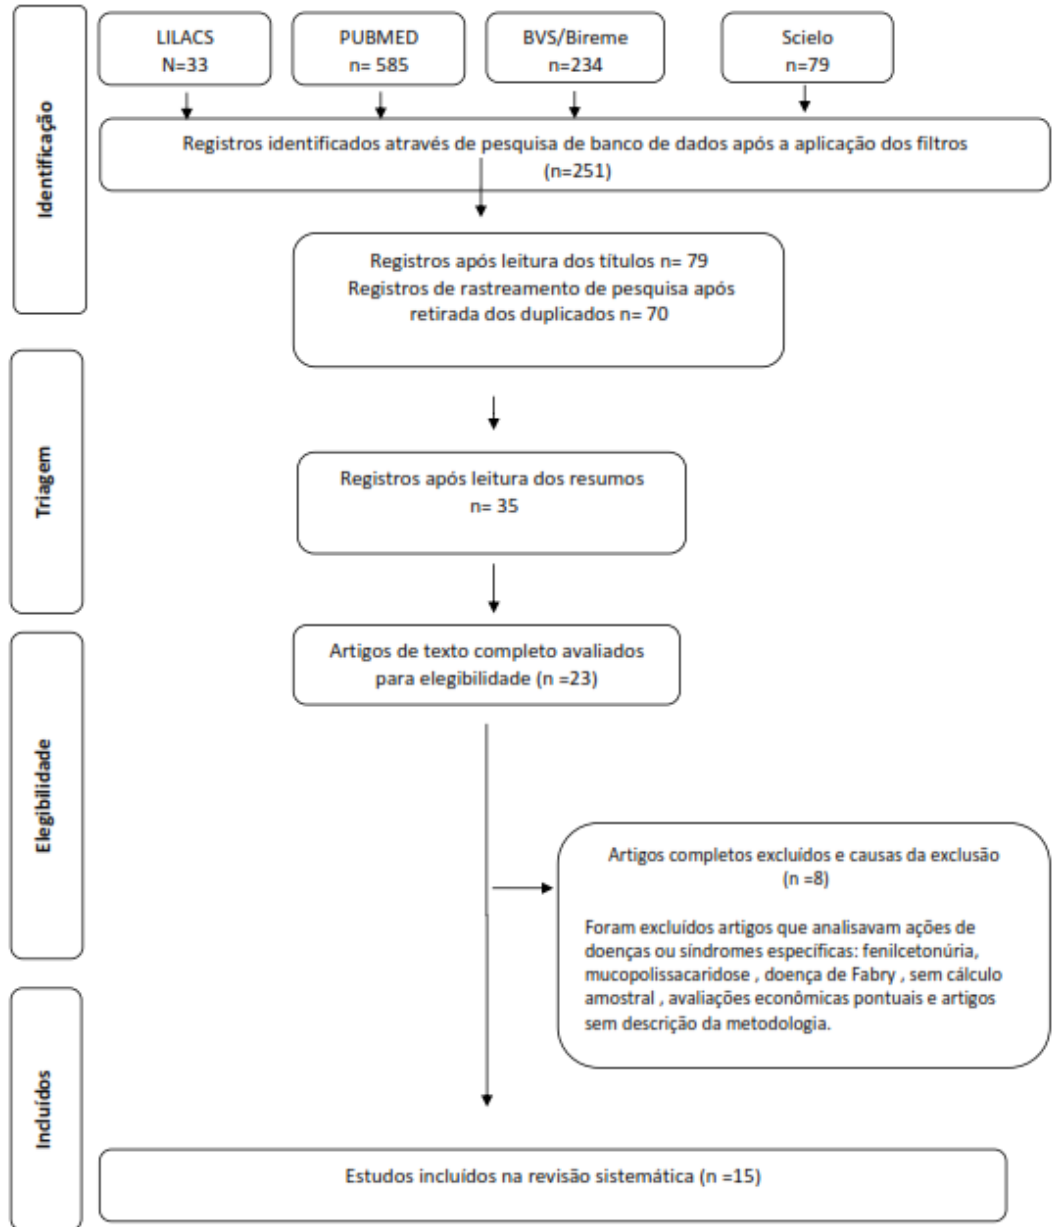 LILACS
N=33
PUBMED
n= 585
BVS/Bireme
n=234
Scielo
n=79
Identificação
Registros identificados através de pesquisa de banco de dados após a aplicação dos filtros
(n=251)
Registros após leitura dos títulos n= 79
Registros de rastreamento de pesquisa após
retirada dos duplicados n= 70
Triagem
Registros após leitura dos resumos
n= 35
Elegibilidade
Artigos de texto completo avaliados
para elegibilidade (n =23)
Artigos completos excluídos e causas da exclusão
(n =8)
Foram excluídos artigos que analisavam ações de
doenças ou síndromes específicas: fenilcetonúria,
mucopolissacaridose , doença de Fabry , sem cálculo
amostral , avaliações econômicas pontuais e artigos
sem descrição da metodologia.
Incluídos
Estudos incluídos na revisão sistemática (n =15)